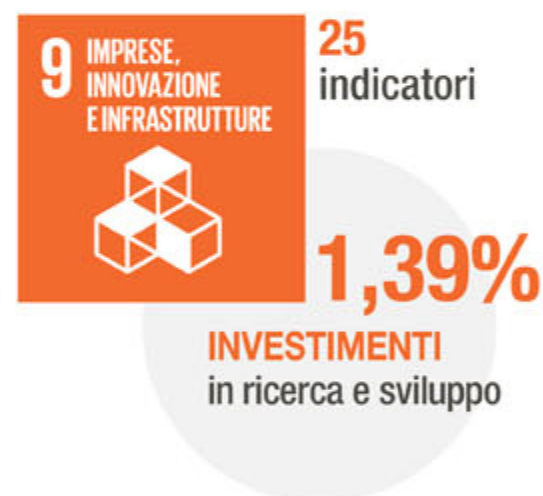 9 IMPRESE,
INNOVAZIONE
E INFRASTRUTTURE
25
indicatori
1,39%
INVESTIMENTI
in ricerca e sviluppo